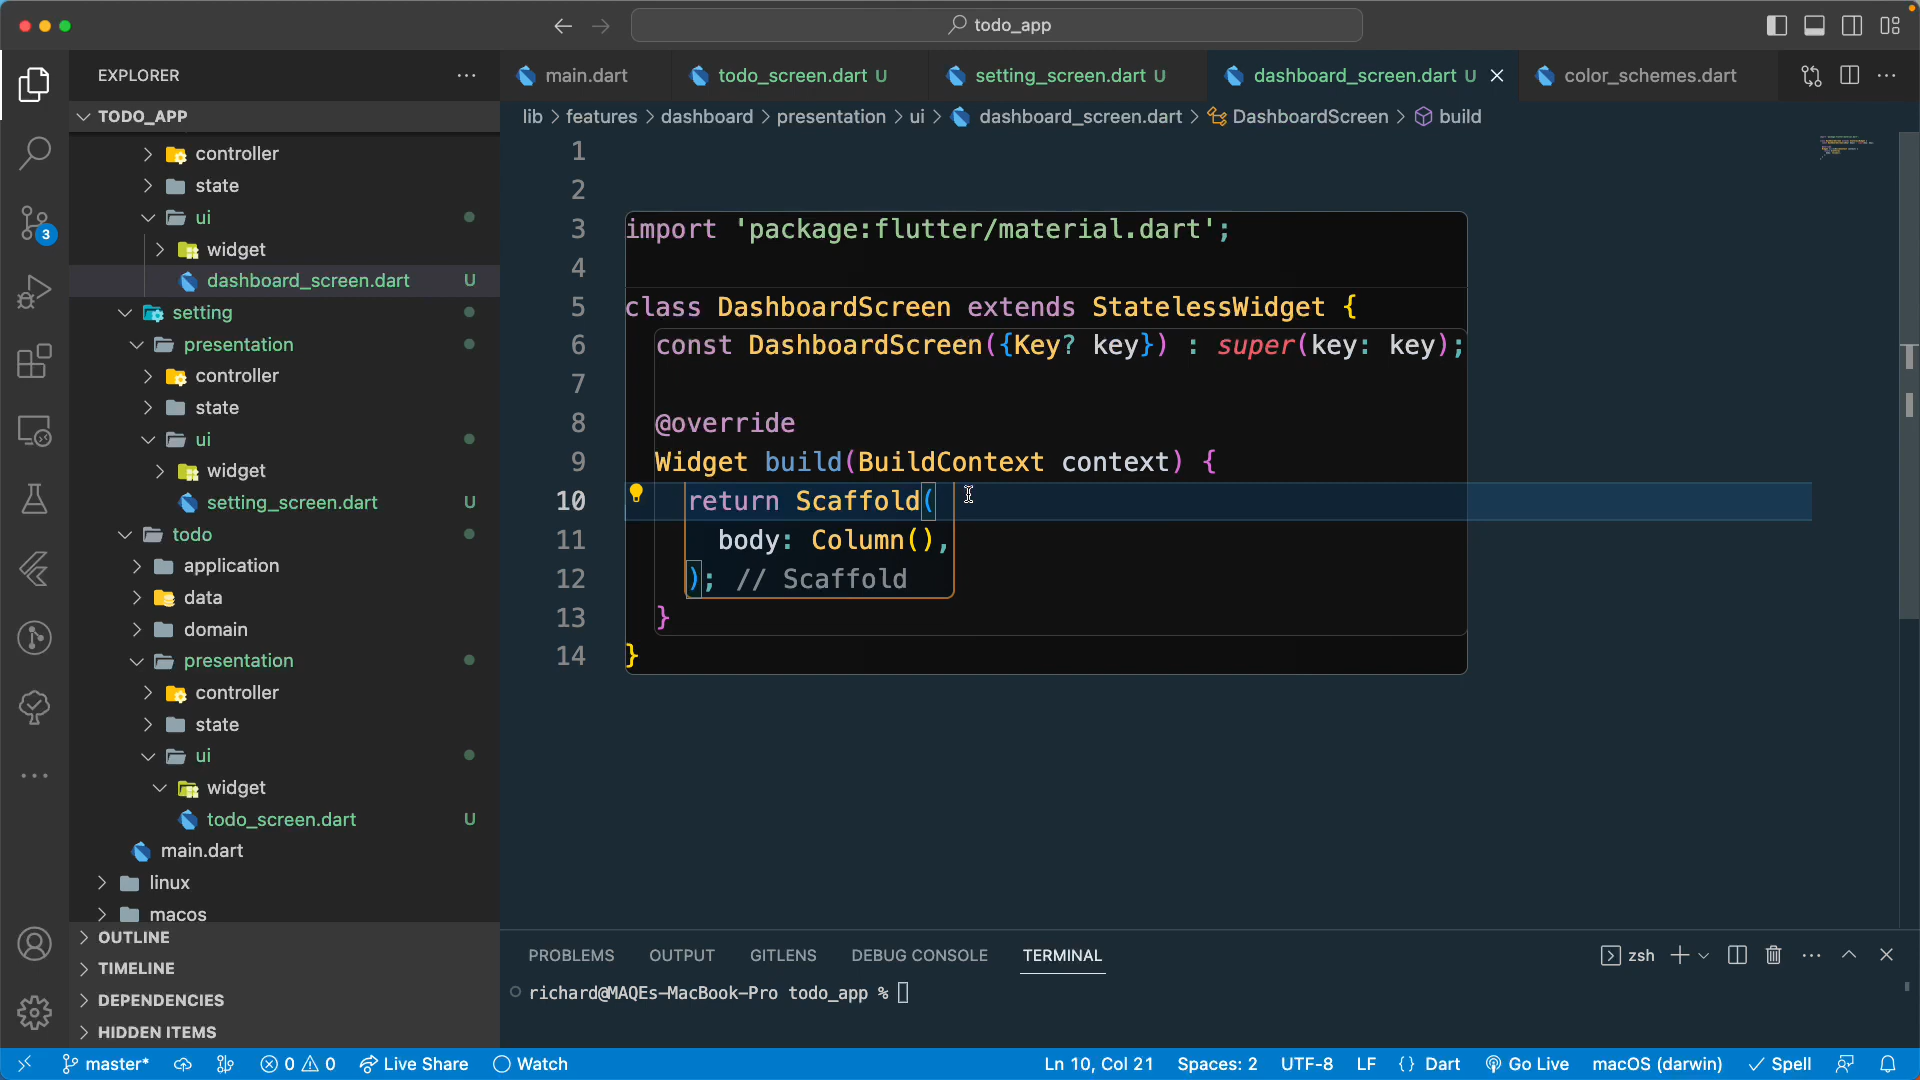 todo_app
EXPLORER
TODO_APP
controller
state
ui
widget
dashboard_screen.dart U
setting
presentation
controller
state
ui
widget
setting_screen.dart U
todo
application
data
domain
presentation
controller
state
ui
widget
todo_screen.dart U
main.dart
linux
macos
OUTLINE
TIMELINE
DEPENDENCIES
HIDDEN ITEMS
3
main.dart todo_screen.dart U setting_screen.dart U dashboard_screen.dart U color_schemes.dart
lib > features > dashboard > presentation > ui > dashboard_screen.dart > DashboardScreen > build
1
2
3 import 'package:flutter/material.dart';
4
5 class DashboardScreen extends StatelessWidget {
6 const DashboardScreen({Key? key}) : super(key: key);
7
8 @override
9 Widget build(BuildContext context) {
10 return Scaffold(
11 body: Column(),
12 ); // Scaffold
13 }
14 }
PROBLEMS OUTPUT GITLENS DEBUG CONSOLE TERMINAL zsh
richard@MAQEs-MacBook-Pro todo_app %
master* 0 0 Live Share Watch Ln 10, Col 21 Spaces: 2 UTF-8 LF {} Dart Go Live macOS (darwin) Spell